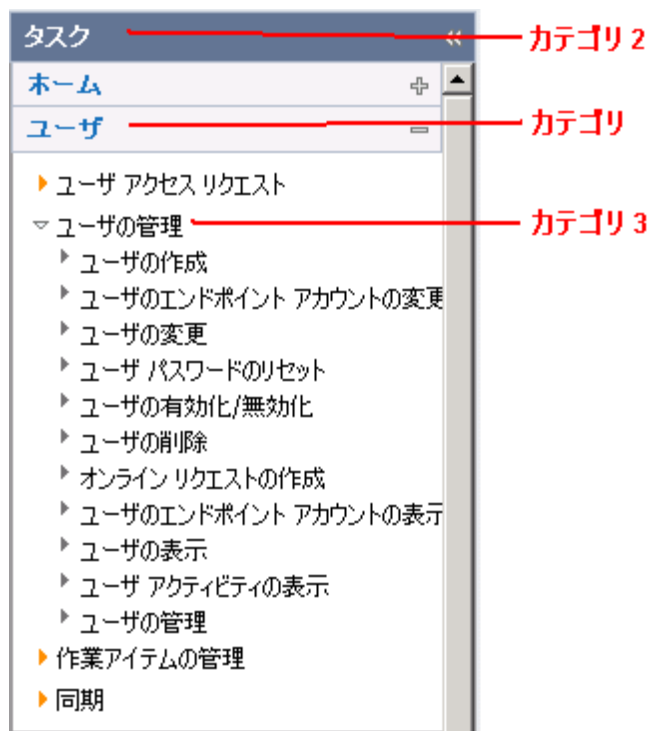 タスク
カテゴリ 2
ホーム
ユーザ
カテゴリ
ユーザ アクセス リクエスト
ユーザの管理
カテゴリ 3
ユーザの作成
ユーザのエンドポイント アカウントの変更
ユーザの変更
ユーザ パスワードのリセット
ユーザの有効化/無効化
ユーザの削除
オンライン リクエストの作成
ユーザのエンドポイント アカウントの表示
ユーザの表示
ユーザ アクティビティの表示
ユーザの管理
作業アイテムの管理
同期